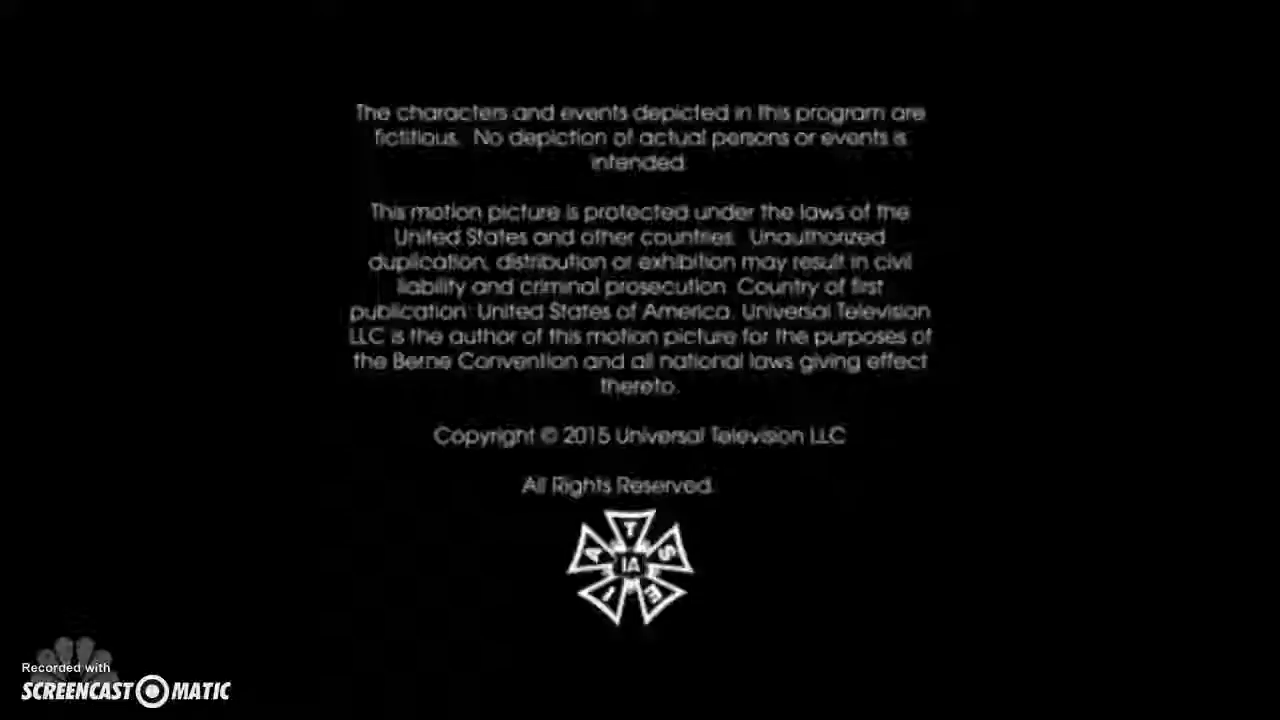 The characters and events depicted in this program are
fictitious. No depiction of actual persons or events is
intended.
This motion picture is protected under the laws of the
United States and other countries. Unauthorized
duplication, distribution or exhibition may result in civil
liability and criminal prosecution. Country of first
publication: United States of America. Universal Television
LLC is the author of this motion picture for the purposes of
the Berne Convention and all national laws giving effect
thereto.
Copyright © 2015 Universal Television LLC
All Rights Reserved.
I A T S E
IA
Recorded with
SCREENCAST O MATIC